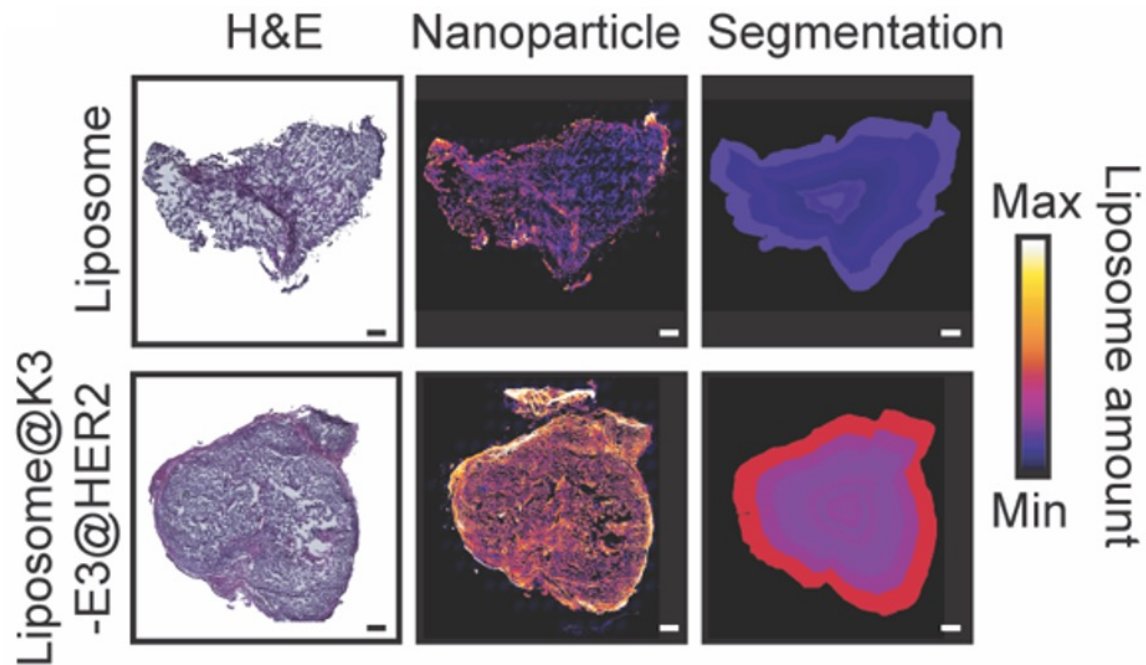 H&E Nanoparticle Segmentation
Liposome
Liposome@K3
-E3@HER2
Max
Min
Liposome amount